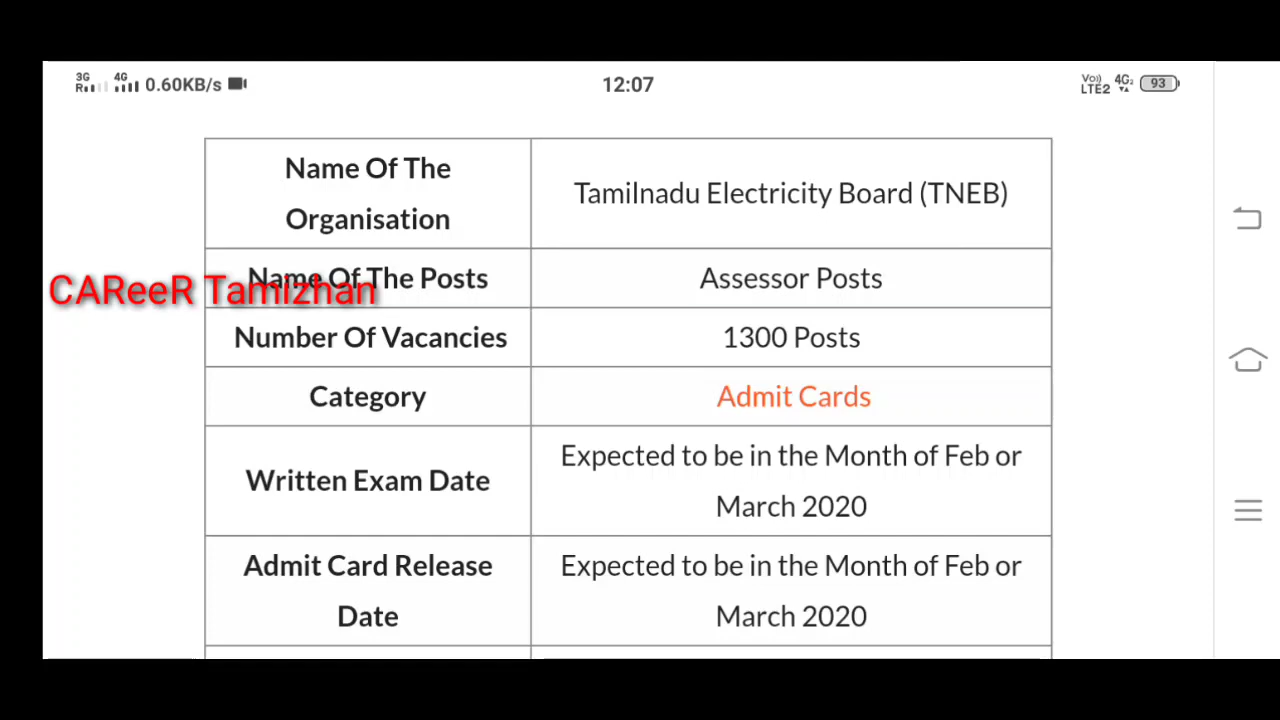 3G R 4G 0.60KB/s 12:07 Vo)) LTE2 4G2 93
Name Of The
Organisation
Tamilnadu Electricity Board (TNEB)
CAReeR Tamizhan
Name Of The Posts
Assessor Posts
Number Of Vacancies
1300 Posts
Category
Admit Cards
Written Exam Date
Expected to be in the Month of Feb or
March 2020
Admit Card Release
Date
Expected to be in the Month of Feb or
March 2020